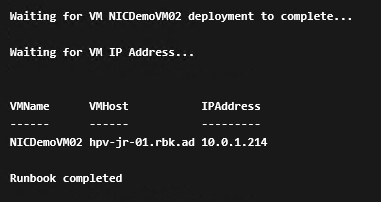 Waiting for VM NICDemoVM02 deployment to complete...
Waiting for VM IP Address...
VMName VMHost IPAddress
------ ------ ---------
NICDemoVM02 hpv-jr-01.rbk.ad 10.0.1.214
Runbook completed